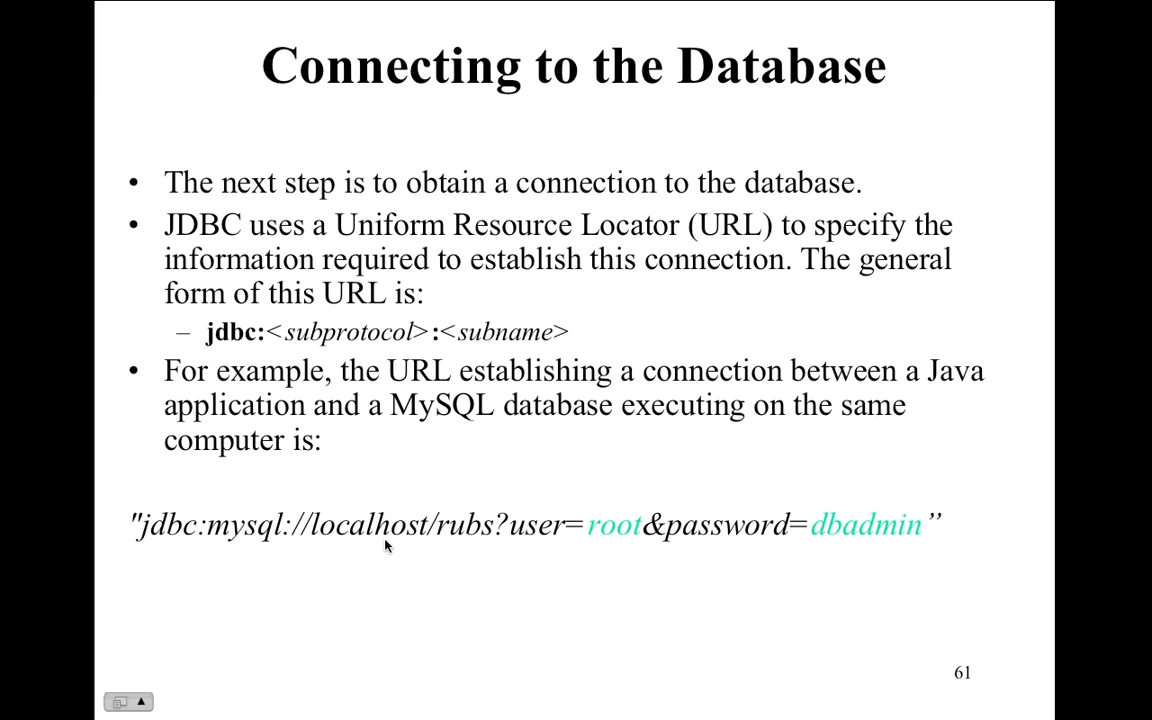 Connecting to the Database
• The next step is to obtain a connection to the database.
• JDBC uses a Uniform Resource Locator (URL) to specify the
information required to establish this connection. The general
form of this URL is:
– jdbc:<subprotocol>:<subname>
• For example, the URL establishing a connection between a Java
application and a MySQL database executing on the same
computer is:
"jdbc:mysql://localhost/rubs?user=root&password=dbadmin”
61